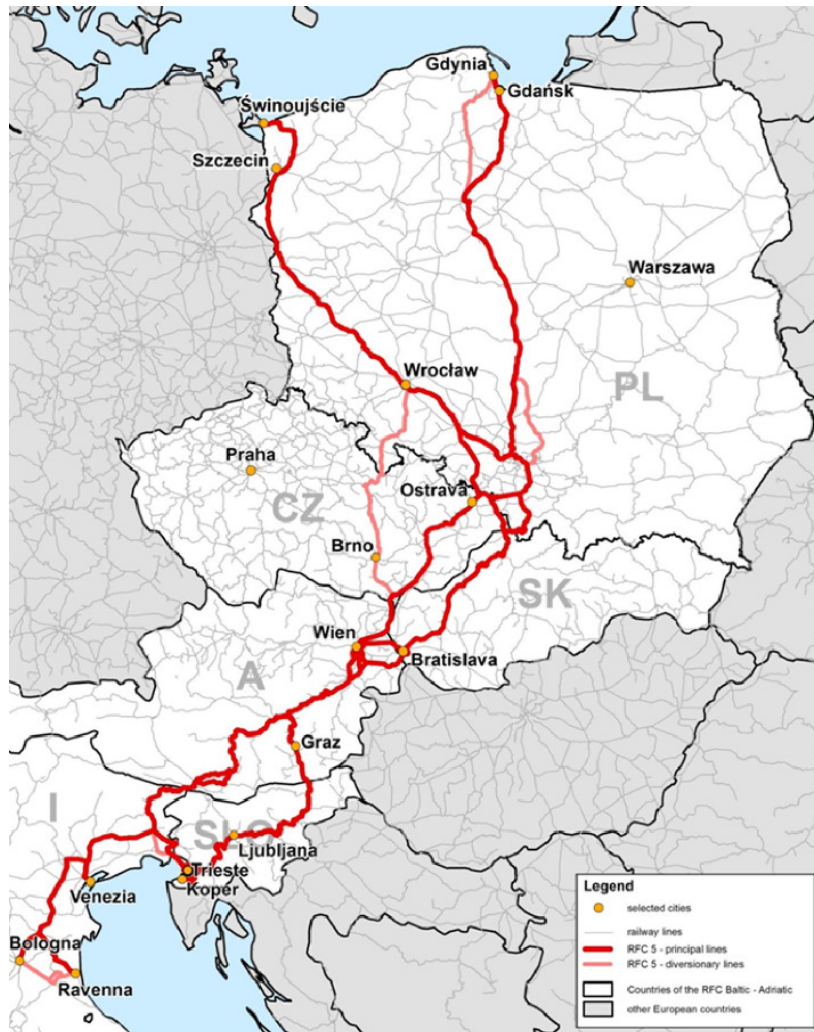 Gdynia
Gdańsk
Świnoujście
Szczecin
Warszawa
Wrocław
PL
Praha
Ostrava
CZ
Brno
SK
Wien
Bratislava
A
Graz
I
SLO
Ljubljana
Trieste
Koper
Venezia
Bologna
Ravenna
Legend
selected cities
railway lines
RFC 5 - principal lines
RFC 5 - diversionary lines
Countries of the RFC Baltic - Adriatic
other European countries